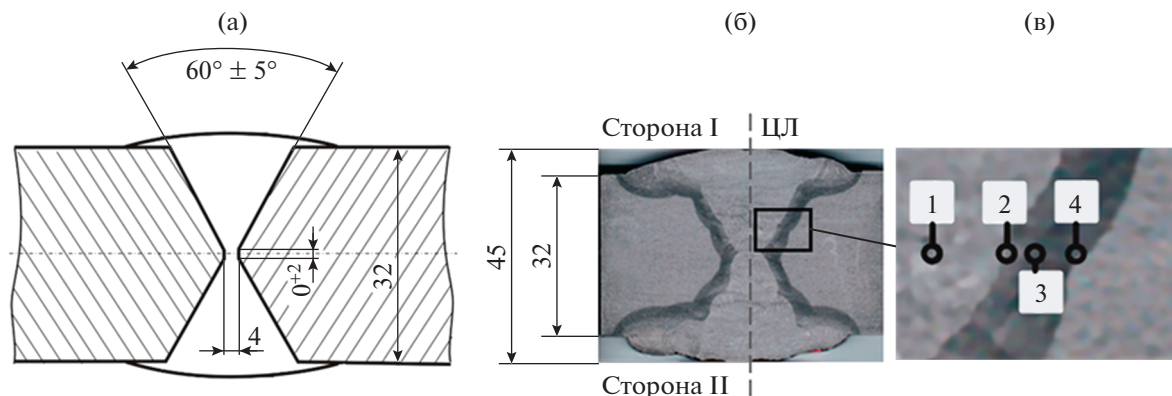 (а)
60° ± 5°
0+2
4
32
(б)
Сторона I
ЦЛ
45
32
Сторона II
(в)
1
2
4
3